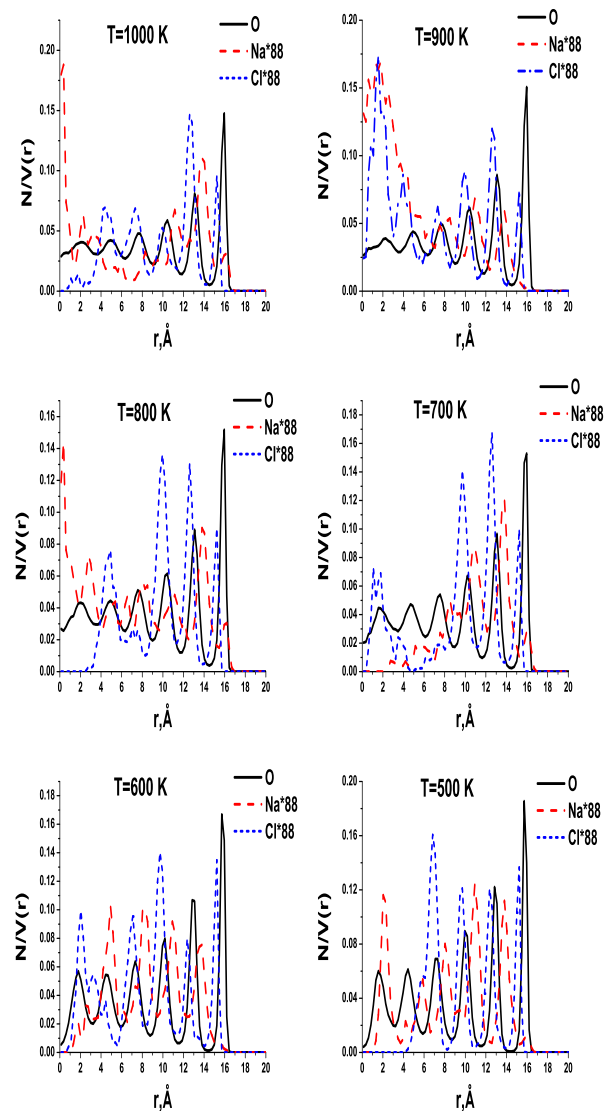 T=1000 K
O
Na*88
Cl*88
N/V(r)
0.20
0.15
0.10
0.05
0.00
0 2 4 6 8 10 12 14 16 18 20
r,Å
T=900 K
O
Na*88
Cl*88
N/V(r)
0.20
0.15
0.10
0.05
0.00
0 2 4 6 8 10 12 14 16 18 20
r,Å
T=800 K
O
Na*88
Cl*88
N/V(r)
0.16
0.14
0.12
0.10
0.08
0.06
0.04
0.02
0.00
0 2 4 6 8 10 12 14 16 18 20
r,Å
T=700 K
O
Na*88
Cl*88
N/V(r)
0.18
0.16
0.14
0.12
0.10
0.08
0.06
0.04
0.02
0.00
0 2 4 6 8 10 12 14 16 18 20
r,Å
T=600 K
O
Na*88
Cl*88
N/V(r)
0.18
0.16
0.14
0.12
0.10
0.08
0.06
0.04
0.02
0.00
0 2 4 6 8 10 12 14 16 18 20
r,Å
T=500 K
O
Na*88
Cl*88
N/V(r)
0.20
0.16
0.12
0.08
0.04
0.00
0 2 4 6 8 10 12 14 16 18 20
r,Å